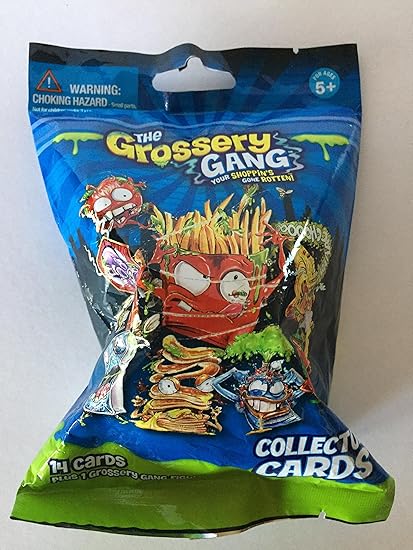 WARNING:
CHOKING HAZARD - Small parts.
FOR AGES
5+
THE
Grossery
GANG
YOUR SHOPPIN'S
GONE ROTTEN!
COLLECTO
CARDS
14 CARDS
PLUS 1 GROSSERY GANG